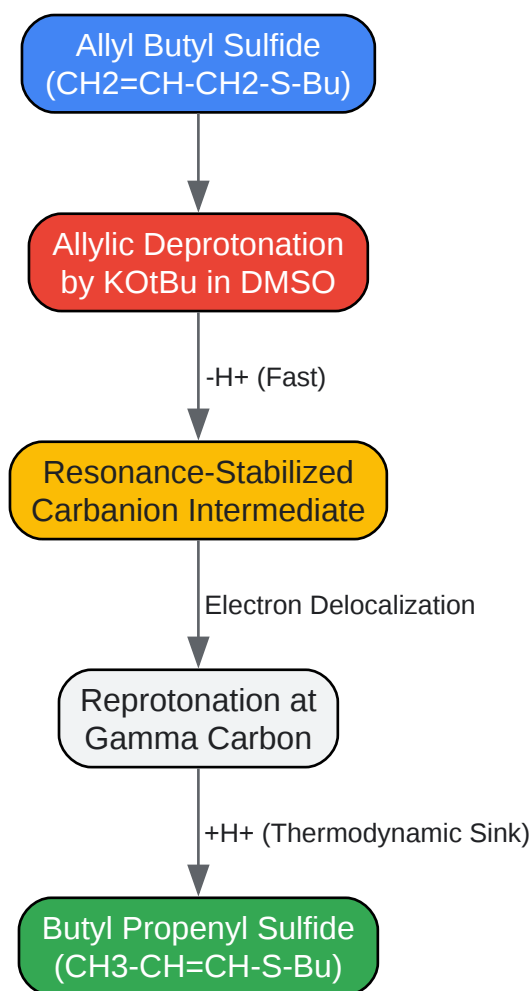 Allyl Butyl Sulfide
(CH2=CH-CH2-S-Bu)
Allylic Deprotonation
by KOtBu in DMSO
-H+ (Fast)
Resonance-Stabilized
Carbanion Intermediate
Electron Delocalization
Reprotonation at
Gamma Carbon
+H+ (Thermodynamic Sink)
Butyl Propenyl Sulfide
(CH3-CH=CH-S-Bu)